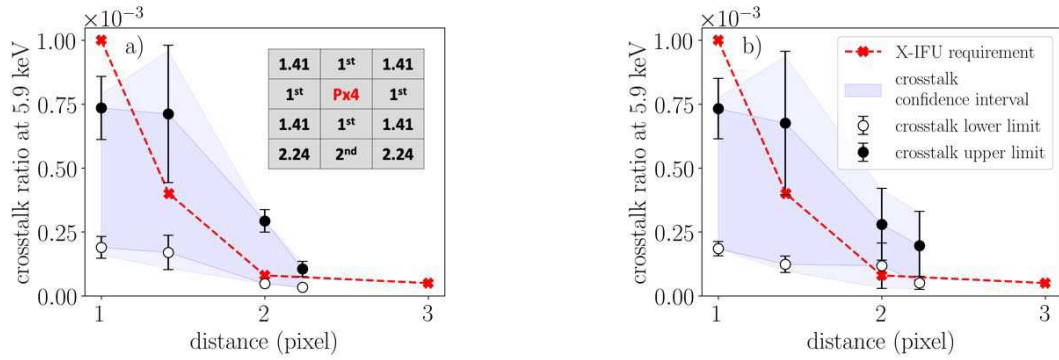 ×10⁻³
1.00
0.75
0.50
0.25
0.00
crosstalk ratio at 5.9 keV
a)
1.41 1ˢᵗ 1.41
1ˢᵗ Px4 1ˢᵗ
1.41 1ˢᵗ 1.41
2.24 2ⁿᵈ 2.24
1 2 3
distance (pixel)
×10⁻³
1.00
0.75
0.50
0.25
0.00
crosstalk ratio at 5.9 keV
b)
X-IFU requirement
crosstalk
confidence interval
crosstalk lower limit
crosstalk upper limit
1 2 3
distance (pixel)